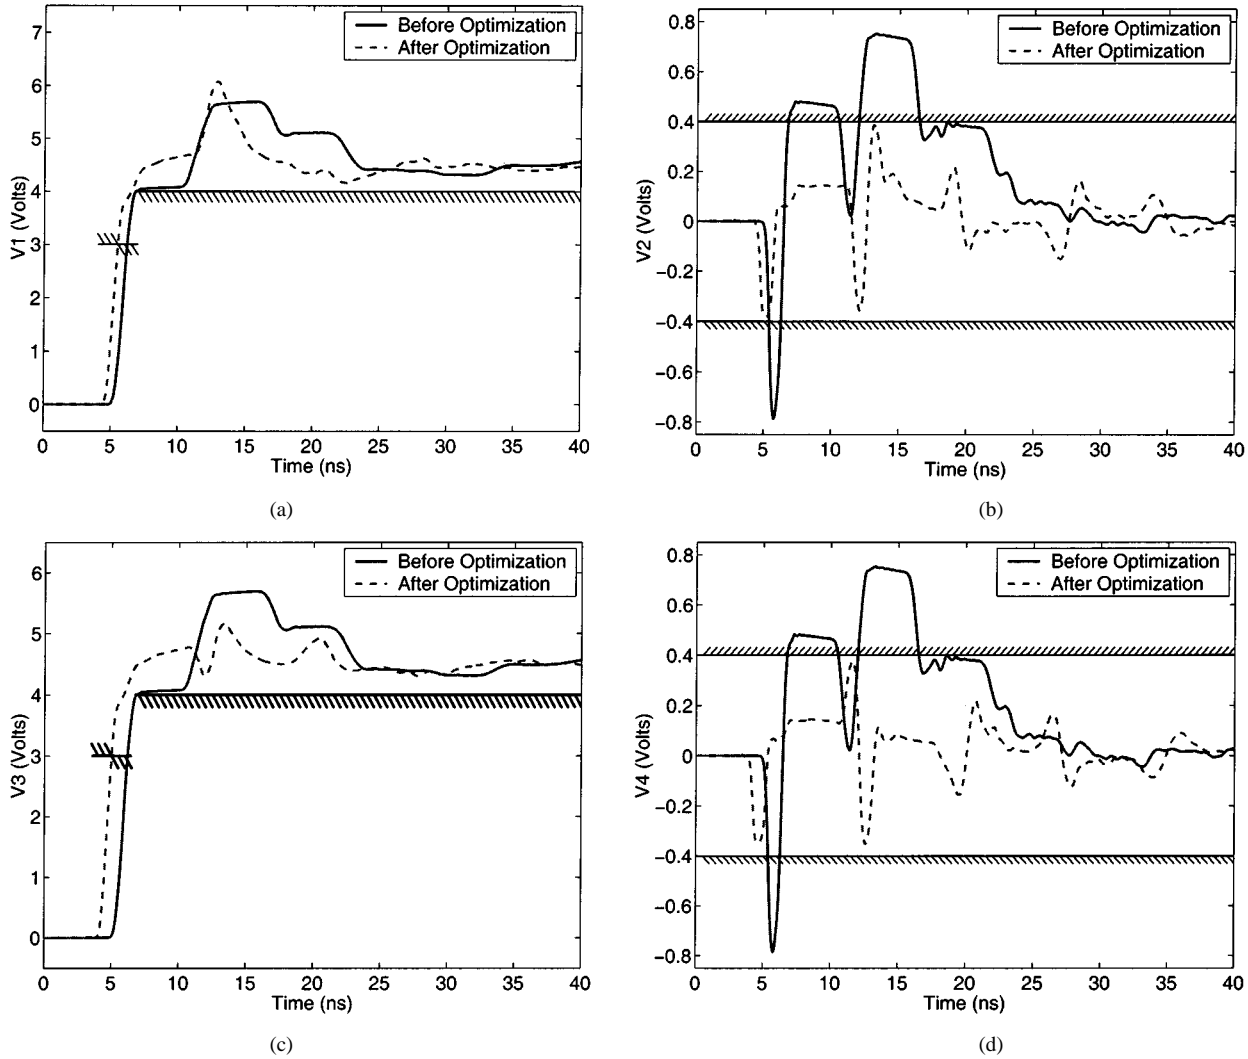 Before Optimization
After Optimization
7
6
5
4
3
2
1
0
V1 (Volts)
0 5 10 15 20 25 30 35 40
Time (ns)
(a)
Before Optimization
After Optimization
0.8
0.6
0.4
0.2
0
−0.2
−0.4
−0.6
−0.8
V2 (Volts)
0 5 10 15 20 25 30 35 40
Time (ns)
(b)
Before Optimization
After Optimization
6
5
4
3
2
1
0
V3 (Volts)
0 5 10 15 20 25 30 35 40
Time (ns)
(c)
Before Optimization
After Optimization
0.8
0.6
0.4
0.2
0
−0.2
−0.4
−0.6
−0.8
V4 (Volts)
0 5 10 15 20 25 30 35 40
Time (ns)
(d)